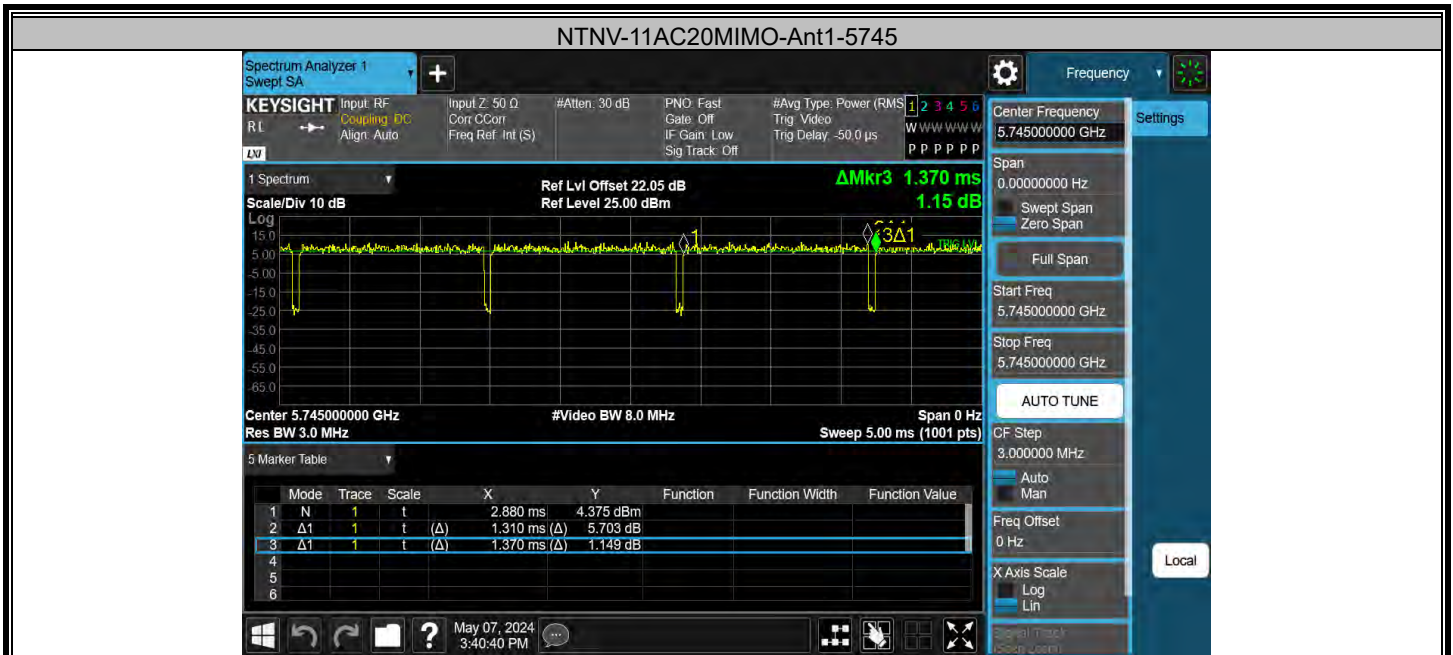 NTNV-11AC20MIMO-Ant1-5745
Spectrum Analyzer 1
Swept SA
Frequency
KEYSIGHT
RL
LXI
Input: RF
Coupling: DC
Align: Auto
Input Z: 50 Ω
Corr CCorr
Freq Ref: Int (S)
#Atten: 30 dB
PNO: Fast
Gate: Off
IF Gain: Low
Sig Track: Off
#Avg Type: Power (RMS
Trig: Video
Trig Delay: -50.0 µs
1 2 3 4 5 6
W W W W W W
P P P P P P
1 Spectrum
Scale/Div 10 dB
Ref Lvl Offset 22.05 dB
Ref Level 25.00 dBm
ΔMkr3 1.370 ms
1.15 dB
Log
15.0
5.00
-5.00
-15.0
-25.0
-35.0
-45.0
-55.0
-65.0
1
3Δ1
TRIG LVL
Center 5.745000000 GHz
#Video BW 8.0 MHz
Span 0 Hz
Res BW 3.0 MHz
Sweep 5.00 ms (1001 pts)
5 Marker Table
Mode Trace Scale X Y Function Function Width Function Value
1 N 1 t 2.880 ms 4.375 dBm
2 Δ1 1 t (Δ) 1.310 ms (Δ) 5.703 dB
3 Δ1 1 t (Δ) 1.370 ms (Δ) 1.149 dB
4
5
6
May 07, 2024
3:40:40 PM
Center Frequency
5.745000000 GHz
Settings
Span
0.00000000 Hz
Swept Span
Zero Span
Full Span
Start Freq
5.745000000 GHz
Stop Freq
5.745000000 GHz
AUTO TUNE
CF Step
3.000000 MHz
Auto
Man
Freq Offset
0 Hz
X Axis Scale
Log
Lin
Local
Signal Track
(Span Zoom)